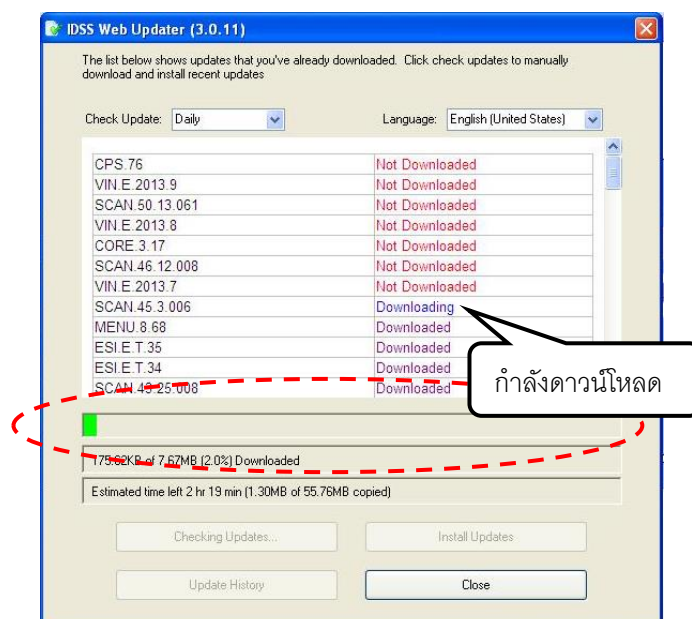 IDSS Web Updater (3.0.11)
The list below shows updates that you've already downloaded. Click check updates to manually
download and install recent updates
Check Update: Daily Language: English (United States)
CPS.76 Not Downloaded
VIN.E.2013.9 Not Downloaded
SCAN.50.13.061 Not Downloaded
VIN.E.2013.8 Not Downloaded
CORE.3.17 Not Downloaded
SCAN.46.12.008 Not Downloaded
VIN.E.2013.7 Not Downloaded
SCAN.45.3.006 Downloading
MENU.8.68 Downloaded
ESI.E.T.35 Downloaded
ESI.E.T.34 Downloaded
SCAN.43.25.008 Downloaded
กำลังดาวน์โหลด
175.62KB of 7.67MB (2.0%) Downloaded
Estimated time left 2 hr 19 min (1.30MB of 55.76MB copied)
Checking Updates... Install Updates
Update History Close